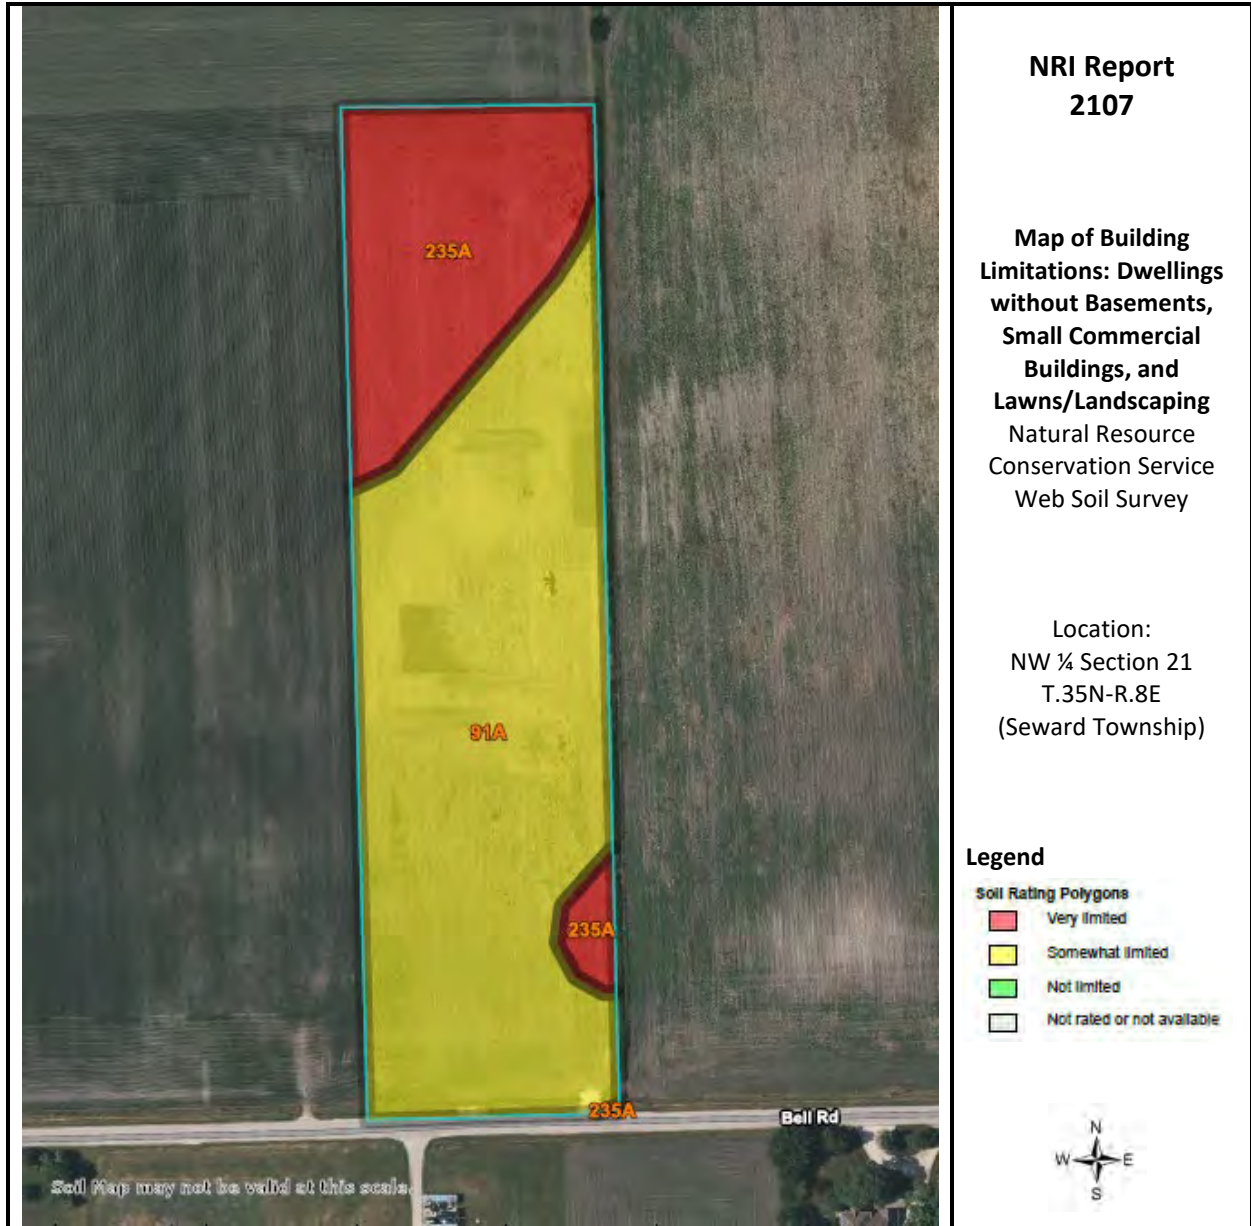 NRI Report
2107
Map of Building
Limitations: Dwellings
without Basements,
Small Commercial
Buildings, and
Lawns/Landscaping
Natural Resource
Conservation Service
Web Soil Survey
Location:
NW ¼ Section 21
T.35N-R.8E
(Seward Township)
Legend
Soil Rating Polygons
Very limited
Somewhat limited
Not limited
Not rated or not available
N
W E
S
235A
91A
235A
235A
Bell Rd
Soil Map may not be valid at this scale.